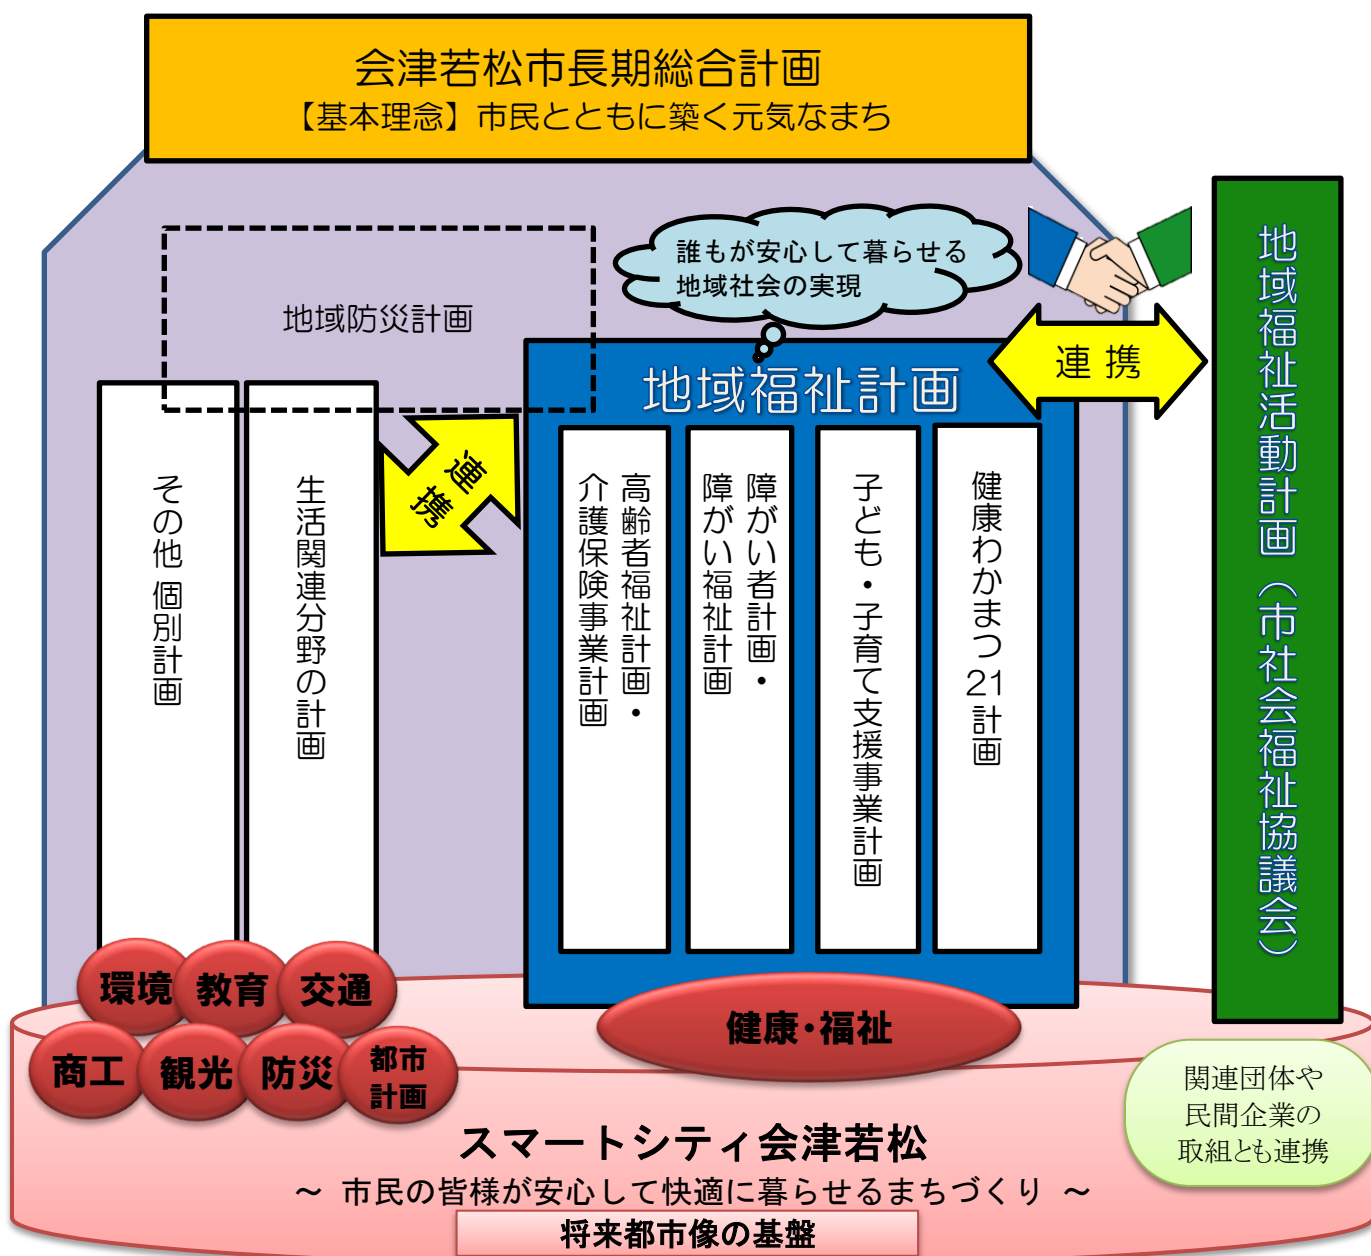 会津若松市長期総合計画
【基本理念】市民とともに築く元気なまち
誰もが安心して暮らせる
地域社会の実現
地域防災計画
連 携
地域福祉計画
連携
その他 個別計画
生活関連分野の計画
高齢者福祉計画・
介護保険事業計画
障がい者計画・
障がい福祉計画
子ども・子育て支援事業計画
健康わかまつ21計画
地域福祉活動計画（市社会福祉協議会）
環境
教育
交通
商工
観光
防災
都市
計画
健康・福祉
関連団体や
民間企業の
取組とも連携
スマートシティ会津若松
～ 市民の皆様が安心して快適に暮らせるまちづくり ～
将来都市像の基盤